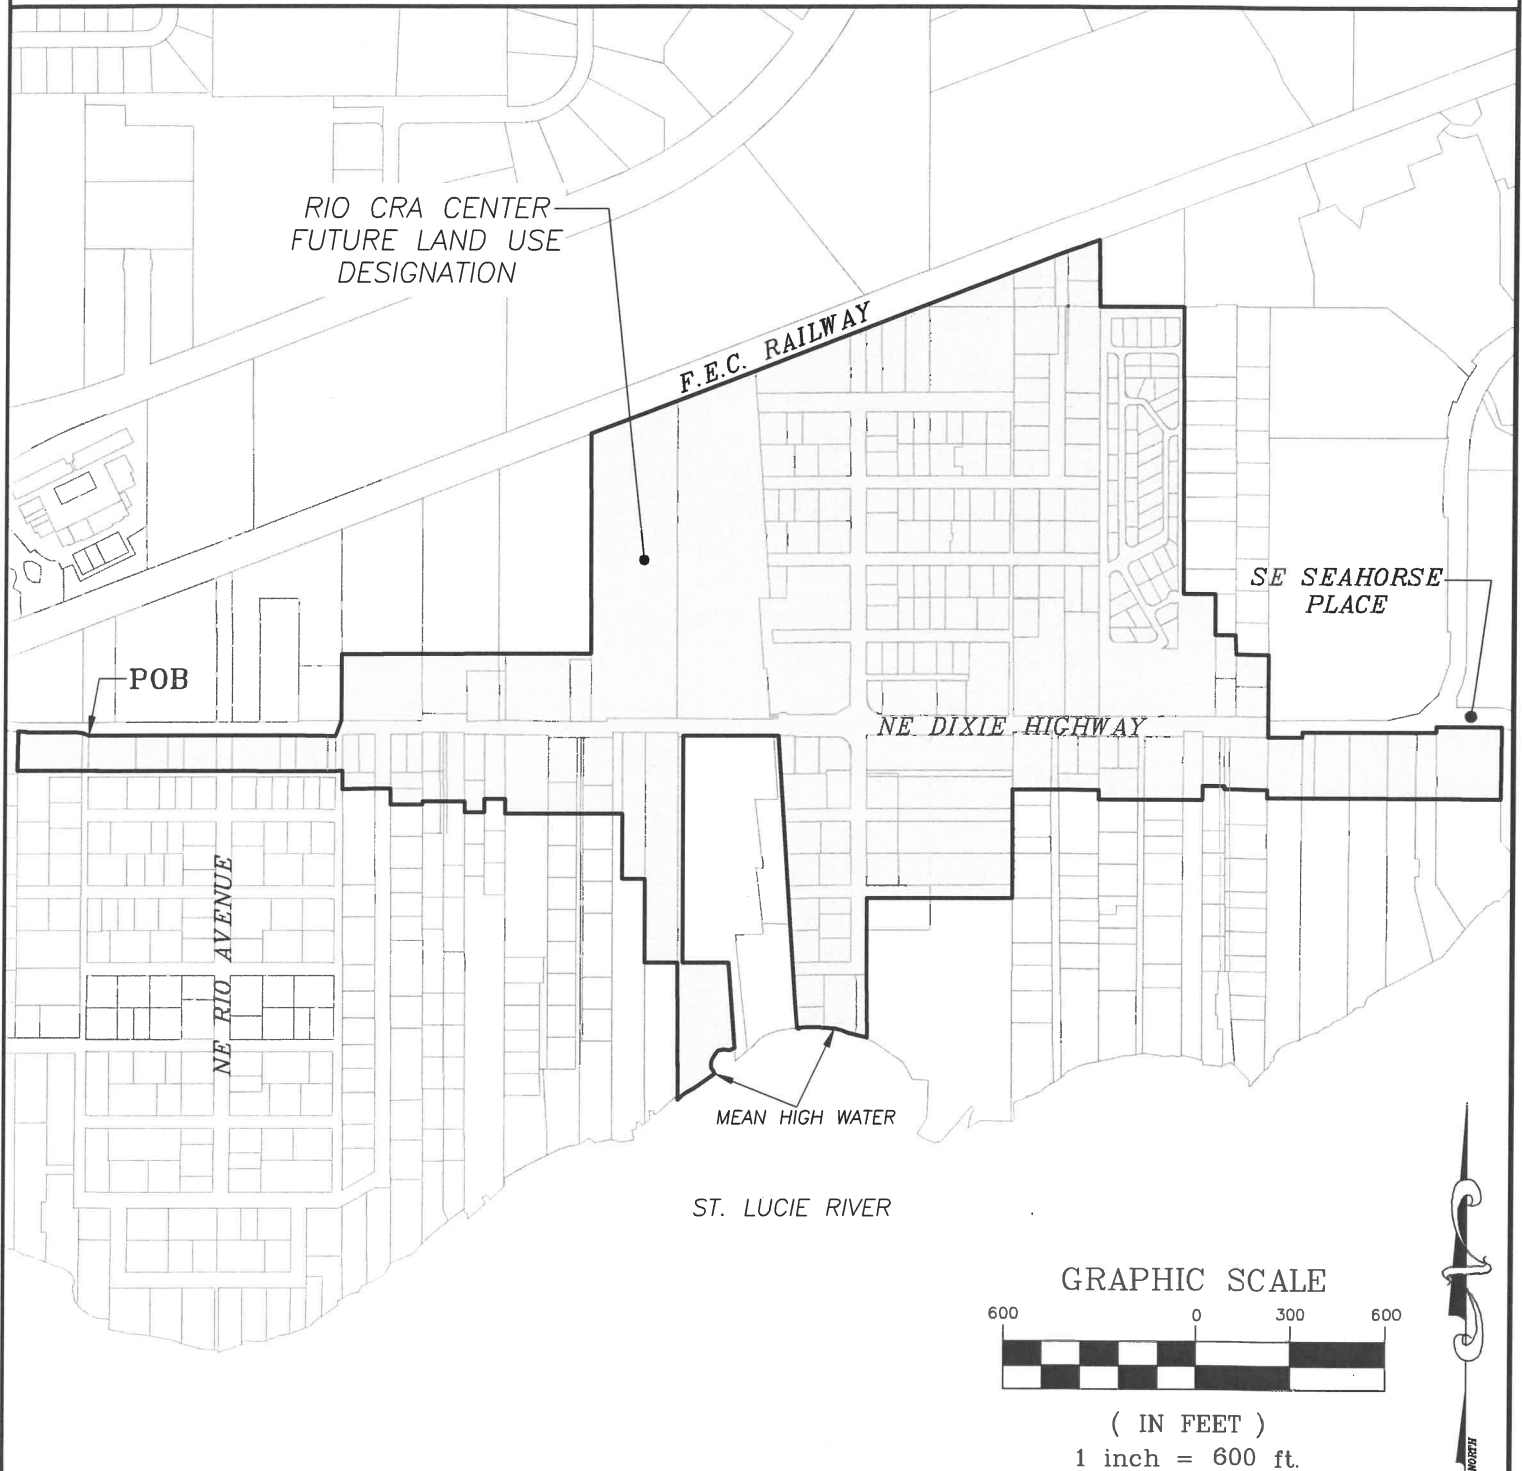 RIO CRA CENTER
FUTURE LAND USE
DESIGNATION
F.E.C. RAILWAY
SE SEAHORSE
PLACE
POB
NE DIXIE HIGHWAY
NE RIO AVENUE
MEAN HIGH WATER
ST. LUCIE RIVER
GRAPHIC SCALE
600 0 300 600
( IN FEET )
1 inch = 600 ft.
NORTH